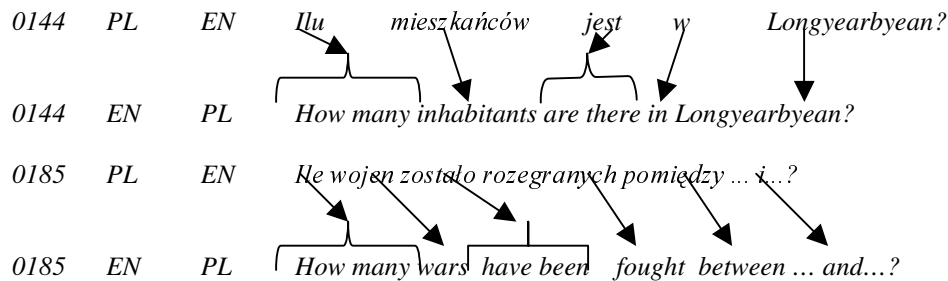 0144 PL EN Ilu mieszkańców jest w Longyearbyean?
0144 EN PL How many inhabitants are there in Longyearbyean?
0185 PL EN Ile wojen zostało rozegranych pomiędzy ... i...?
0185 EN PL How many wars have been fought between ... and...?